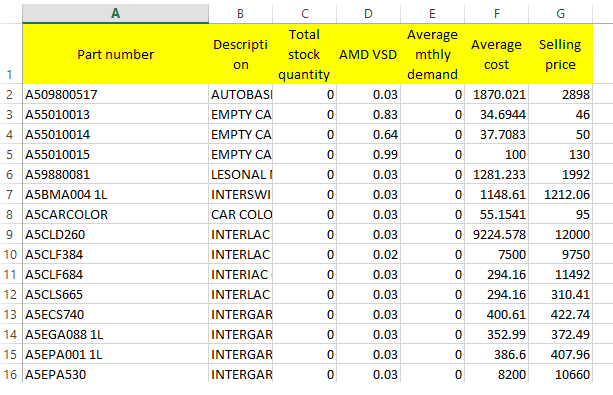 A B C D E F G
1 Part number Descripti on Total stock quantity AMD VSD Average mthly demand Average cost Selling price
2 A509800517 AUTOBASI 0 0.03 0 1870.021 2898
3 A55010013 EMPTY CA 0 0.83 0 34.6944 46
4 A55010014 EMPTY CA 0 0.64 0 37.7083 50
5 A55010015 EMPTY CA 0 0.99 0 100 130
6 A59880081 LESONAL 0 0.03 0 1281.233 1992
7 A5BMA004 1L INTERSWI 0 0.03 0 1148.61 1212.06
8 A5CARCOLOR CAR COLO 0 0.03 0 55.1541 95
9 A5CLD260 INTERLAC 0 0.03 0 9224.578 12000
10 A5CLF384 INTERLAC 0 0.02 0 7500 9750
11 A5CLF684 INTERIAC 0 0.03 0 294.16 11492
12 A5CLS665 INTERLAC 0 0.03 0 294.16 310.41
13 A5ECS740 INTERGAR 0 0.03 0 400.61 422.74
14 A5EGA088 1L INTERGAR 0 0.03 0 352.99 372.49
15 A5EPA001 1L INTERGAR 0 0.03 0 386.6 407.96
16 A5EPA530 INTERGAR 0 0.03 0 8200 10660